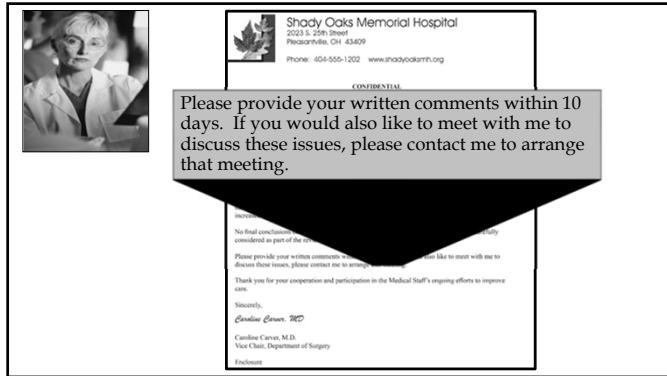 Shady Oaks Memorial Hospital
2023 S. 25th Street
Pleasantville, OH 43409
Phone: 404-555-1202 www.shadyoaksmh.org
CONFIDENTIAL
Please provide your written comments within 10
days. If you would also like to meet with me to
discuss these issues, please contact me to arrange
that meeting.
No final conclusions
considered as part of the
Please provide your written comments also like to meet with me to
discuss these issues, please contact me to arrange
Thank you for your cooperation and participation in the Medical Staff's ongoing efforts to improve
care.
Sincerely,
Caroline Carver, MD
Caroline Carver, M.D.
Vice Chair, Department of Surgery
Enclosure